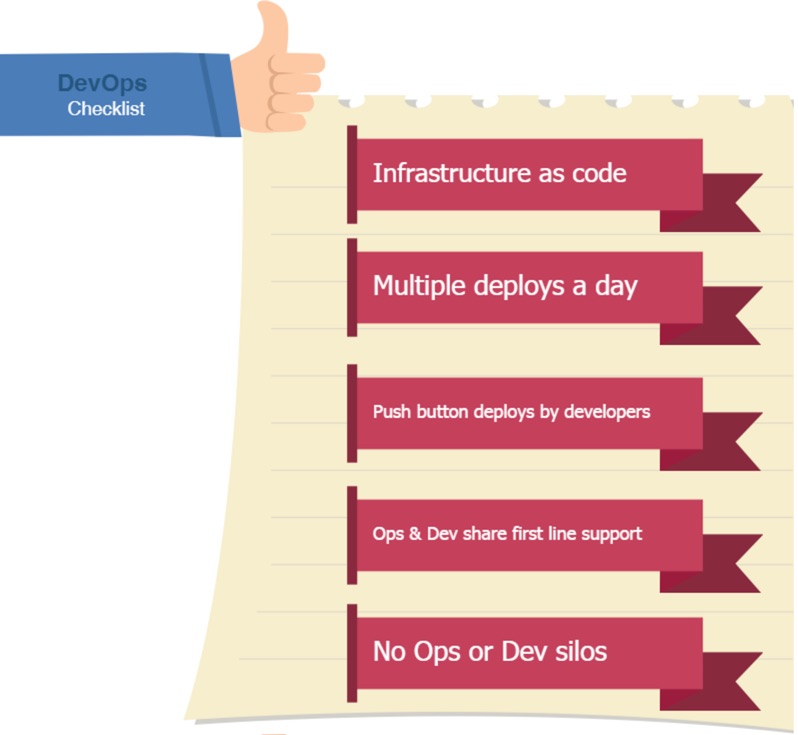 DevOps
Checklist
Infrastructure as code
Multiple deploys a day
Push button deploys by developers
Ops & Dev share first line support
No Ops or Dev silos